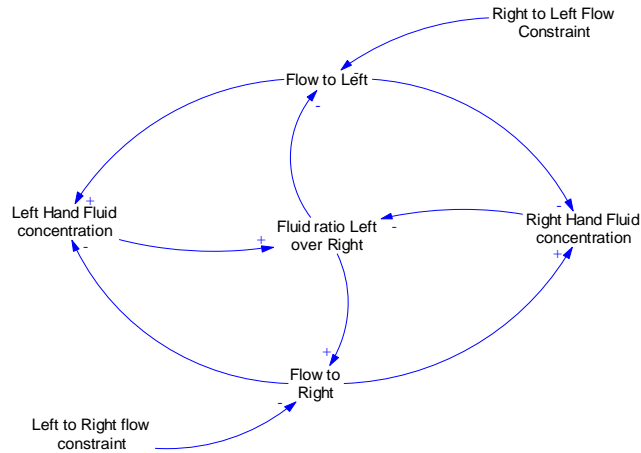 Right to Left Flow
Constraint
Flow to Left
-
-
+
-
Left Hand Fluid
concentration
-
+
Fluid ratio Left
over Right
-
Right Hand Fluid
concentration
+
+
Flow to
Right
-
Left to Right flow
constraint